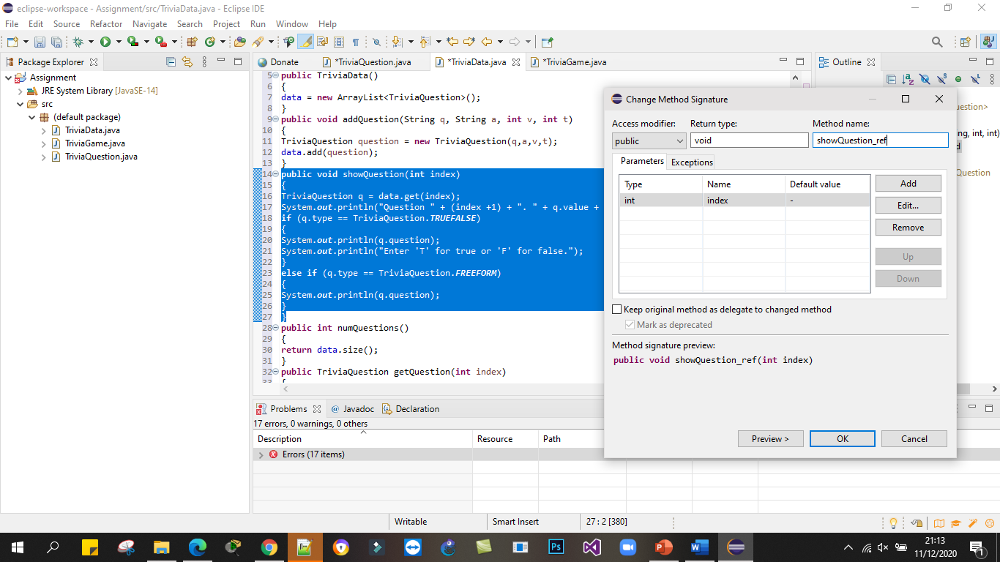 eclipse-workspace - Assignment/src/TriviaData.java - Eclipse IDE
File Edit Source Refactor Navigate Search Project Run Window Help
Package Explorer
Assignment
JRE System Library [JavaSE-14]
src
(default package)
TriviaData.java
TriviaGame.java
TriviaQuestion.java
Donate *TriviaQuestion.java *TriviaData.java *TriviaGame.java
5 public TriviaData()
6 {
7 data = new ArrayList<TriviaQuestion>();
8 }
9 public void addQuestion(String q, String a, int v, int t)
10 {
11 TriviaQuestion question = new TriviaQuestion(q,a,v,t);
12 data.add(question);
13 }
14 public void showQuestion(int index)
15 {
16 TriviaQuestion q = data.get(index);
17 System.out.println("Question " + (index +1) + ". " + q.value +
18 if (q.type == TriviaQuestion.TRUEFALSE)
19 {
20 System.out.println(q.question);
21 System.out.println("Enter 'T' for true or 'F' for false.");
22 }
23 else if (q.type == TriviaQuestion.FREEFORM)
24 {
25 System.out.println(q.question);
26 }
27 }
28 public int numQuestions()
29 {
30 return data.size();
31 }
32 public TriviaQuestion getQuestion(int index)
33 {
Outline
uestion>
ng, int, int)
d
Question
Change Method Signature
Access modifier: Return type: Method name:
public void showQuestion_ref
Parameters Exceptions
Type Name Default value
int index -
Add
Edit...
Remove
Up
Down
Keep original method as delegate to changed method
Mark as deprecated
Method signature preview:
public void showQuestion_ref(int index)
Preview > OK Cancel
Problems @ Javadoc Declaration
17 errors, 0 warnings, 0 others
Description Resource Path
Errors (17 items)
Writable Smart Insert 27 : 2 [380]
21:13
11/12/2020
1